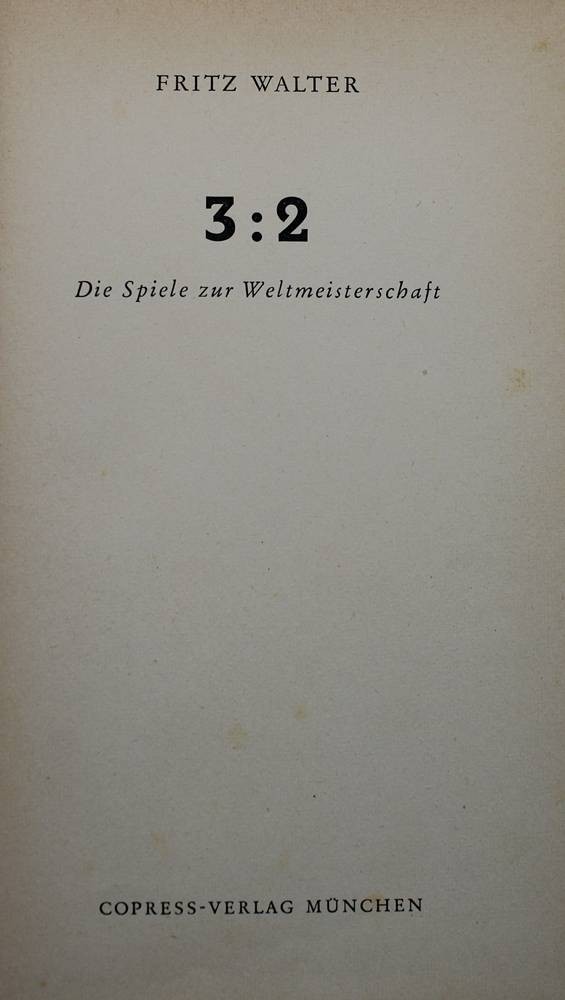 FRITZ WALTER
3:2
Die Spiele zur Weltmeisterschaft
COPRESS-VERLAG MÜNCHEN